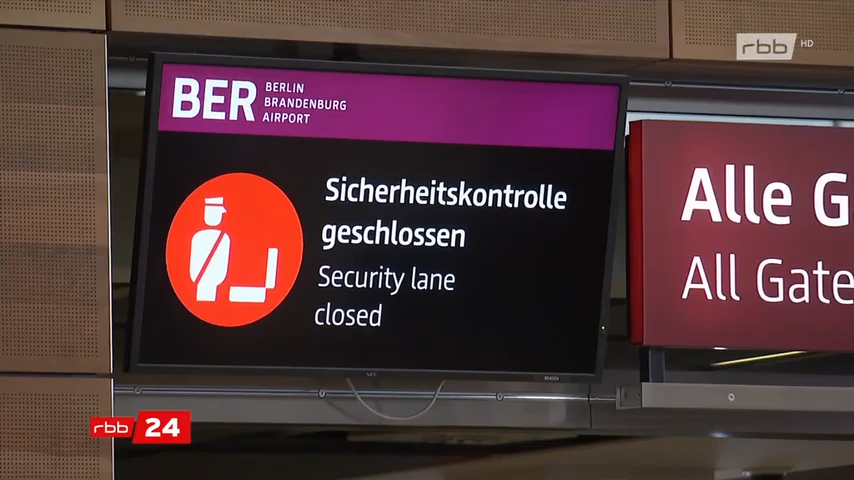 rbb HD
BER
BERLIN
BRANDENBURG
AIRPORT
Sicherheitskontrolle
geschlossen
Security lane
closed
Alle G
All Gate
rbb 24